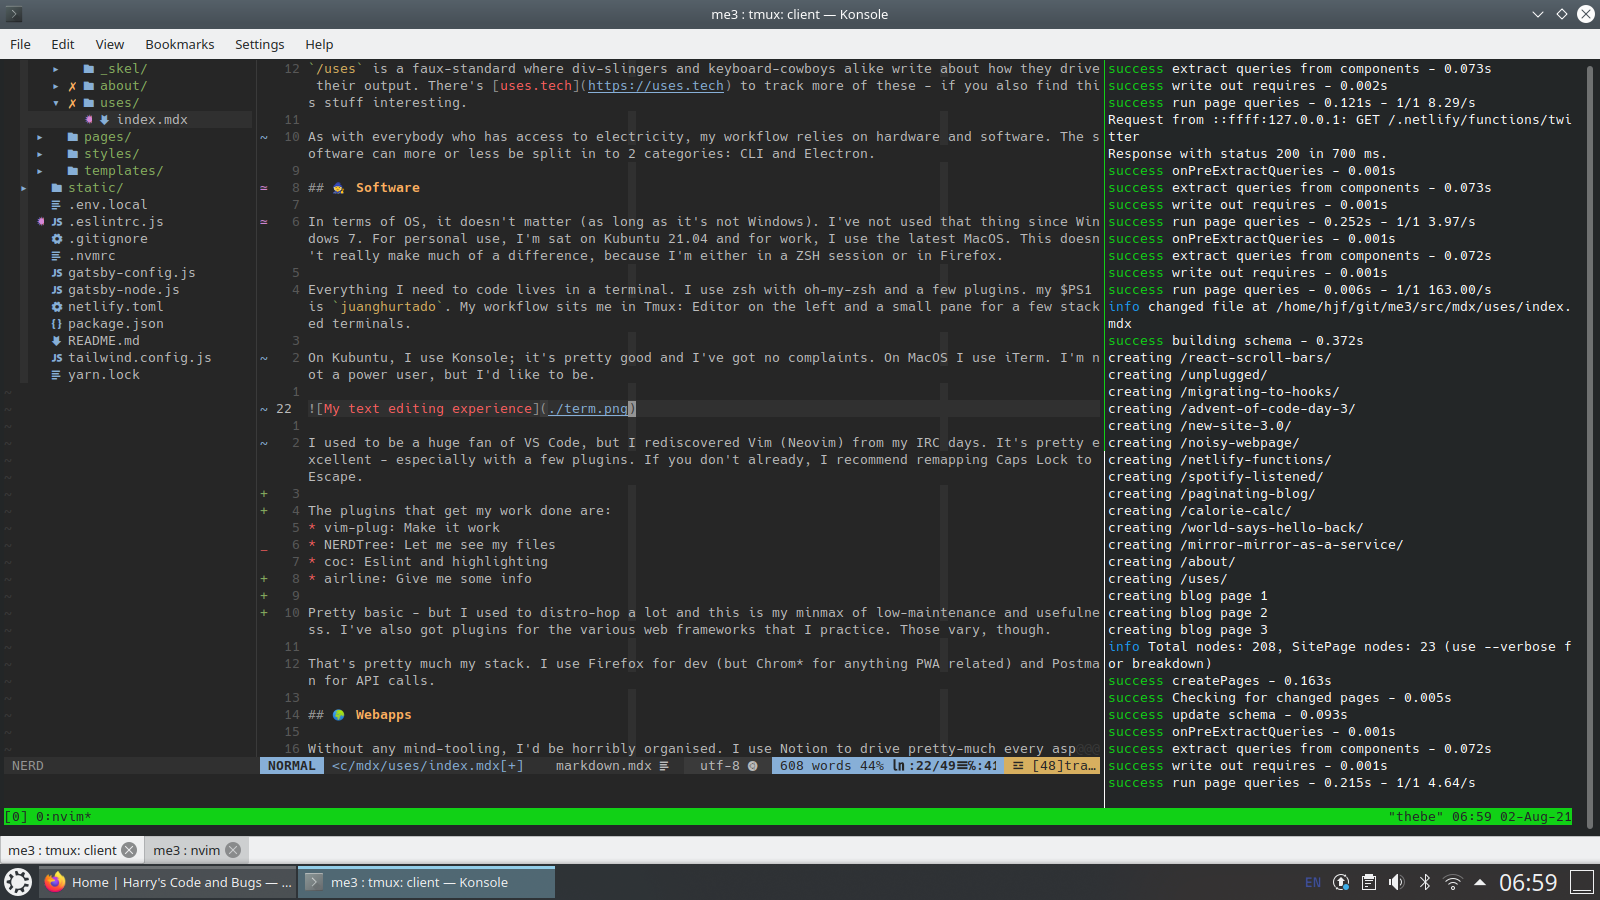 me3 : tmux: client — Konsole
File Edit View Bookmarks Settings Help
_skel/
about/
uses/
index.mdx
pages/
styles/
templates/
static/
.env.local
.eslintrc.js
.gitignore
.nvmrc
gatsby-config.js
gatsby-node.js
netlify.toml
package.json
README.md
tailwind.config.js
yarn.lock
NERD
12 `/uses` is a faux-standard where div-slingers and keyboard-cowboys alike write about how they drive
their output. There's [uses.tech](https://uses.tech) to track more of these - if you also find thi
s stuff interesting.
11
~ 10 As with everybody who has access to electricity, my workflow relies on hardware and software. The s
oftware can more or less be split in to 2 categories: CLI and Electron.
9
8 ## Software
7
6 In terms of OS, it doesn't matter (as long as it's not Windows). I've not used that thing since Win
dows 7. For personal use, I'm sat on Kubuntu 21.04 and for work, I use the latest MacOS. This doesn
't really make much of a difference, because I'm either in a ZSH session or in Firefox.
5
4 Everything I need to code lives in a terminal. I use zsh with oh-my-zsh and a few plugins. my $PS1
is `juanghurtado`. My workflow sits me in Tmux: Editor on the left and a small pane for a few stack
ed terminals.
3
~ 2 On Kubuntu, I use Konsole; it's pretty good and I've got no complaints. On MacOS I use iTerm. I'm n
ot a power user, but I'd like to be.
1
~ 22 ![My text editing experience](./term.png)
1
~ 2 I used to be a huge fan of VS Code, but I rediscovered Vim (Neovim) from my IRC days. It's pretty e
xcellent - especially with a few plugins. If you don't already, I recommend remapping Caps Lock to
Escape.
+ 3
+ 4 The plugins that get my work done are:
5 * vim-plug: Make it work
_ 6 * NERDTree: Let me see my files
7 * coc: Eslint and highlighting
+ 8 * airline: Give me some info
+ 9
+ 10 Pretty basic - but I used to distro-hop a lot and this is my minmax of low-maintenance and usefulne
ss. I've also got plugins for the various web frameworks that I practice. Those vary, though.
11
12 That's pretty much my stack. I use Firefox for dev (but Chrom* for anything PWA related) and Postma
n for API calls.
13
14 ## Webapps
15
16 Without any mind-tooling, I'd be horribly organised. I use Notion to drive pretty-much every asp@@@
NORMAL <c/mdx/uses/index.mdx[+] markdown.mdx utf-8 608 words 44% ln:22/49≡%:41 [48]tra…
success extract queries from components - 0.073s
success write out requires - 0.002s
success run page queries - 0.121s - 1/1 8.29/s
Request from ::ffff:127.0.0.1: GET /.netlify/functions/twi
tter
Response with status 200 in 700 ms.
success onPreExtractQueries - 0.001s
success extract queries from components - 0.073s
success write out requires - 0.001s
success run page queries - 0.252s - 1/1 3.97/s
success onPreExtractQueries - 0.001s
success extract queries from components - 0.072s
success write out requires - 0.001s
success run page queries - 0.006s - 1/1 163.00/s
info changed file at /home/hjf/git/me3/src/mdx/uses/index.
mdx
success building schema - 0.372s
creating /react-scroll-bars/
creating /unplugged/
creating /migrating-to-hooks/
creating /advent-of-code-day-3/
creating /new-site-3.0/
creating /noisy-webpage/
creating /netlify-functions/
creating /spotify-listened/
creating /paginating-blog/
creating /calorie-calc/
creating /world-says-hello-back/
creating /mirror-mirror-as-a-service/
creating /about/
creating /uses/
creating blog page 1
creating blog page 2
creating blog page 3
info Total nodes: 208, SitePage nodes: 23 (use --verbose f
or breakdown)
success createPages - 0.163s
success Checking for changed pages - 0.005s
success update schema - 0.093s
success onPreExtractQueries - 0.001s
success extract queries from components - 0.072s
success write out requires - 0.001s
success run page queries - 0.215s - 1/1 4.64/s
[0] 0:nvim* "thebe" 06:59 02-Aug-21
me3 : tmux: client me3 : nvim
Home | Harry's Code and Bugs — ... me3 : tmux: client — Konsole EN 06:59